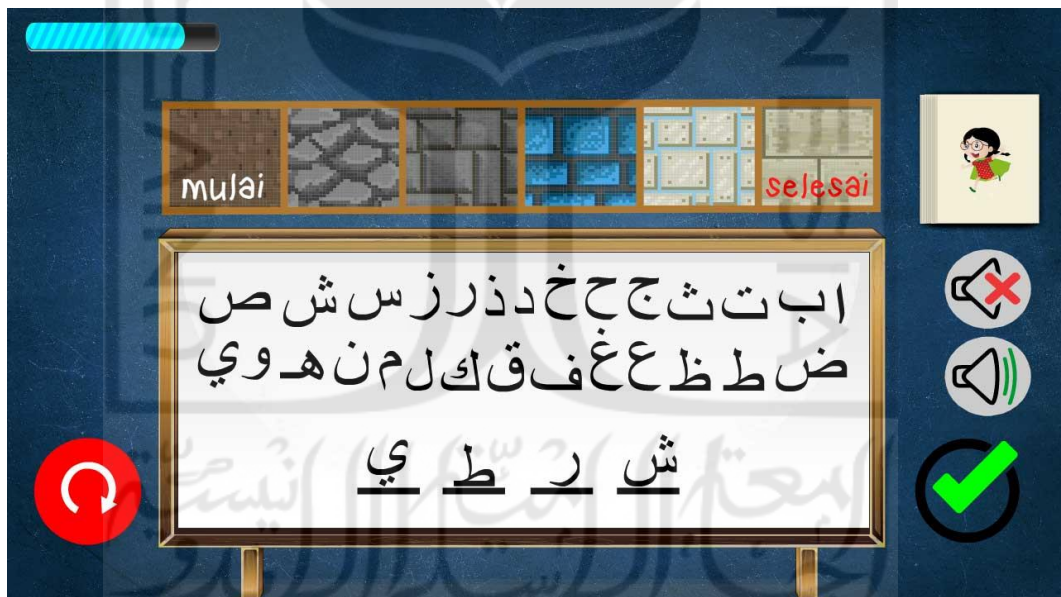 mulai selesai
ا ب ت ث ج ح خ د ذ ر ز س ش ص
ض ط ظ ع غ ف ق ك ل م ن هـ و ي
ش ر ط ي